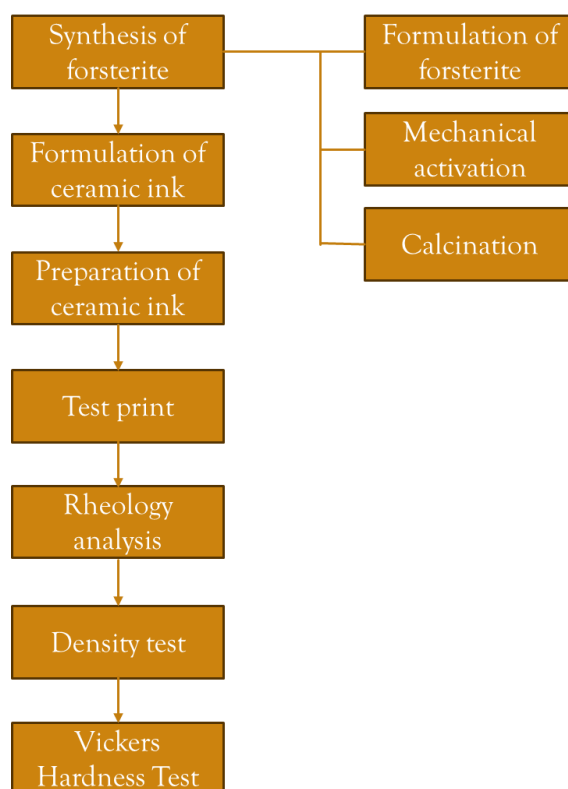 Synthesis of
forsterite
Formulation of
forsterite
Mechanical
activation
Calcination
Formulation of
ceramic ink
Preparation of
ceramic ink
Test print
Rheology
analysis
Density test
Vickers
Hardness Test